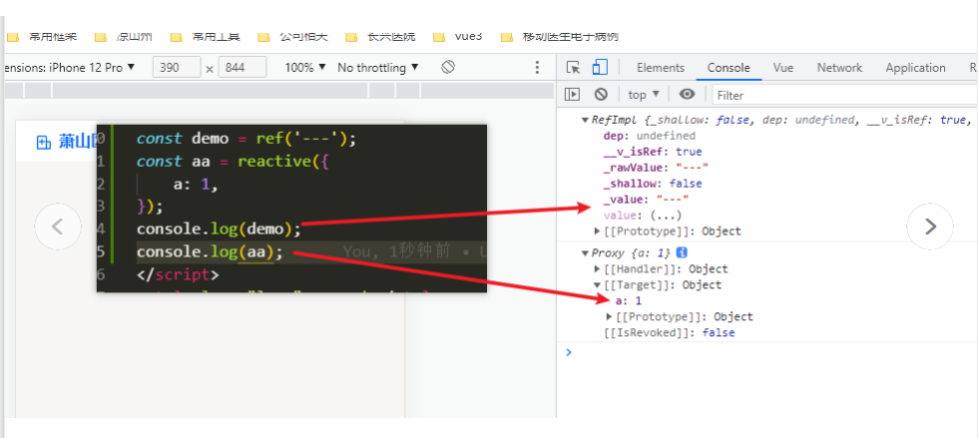 常用框架 凉山州 常用工具 公司相关 长兴医院 vue3 移动医生电子病例
ensions: iPhone 12 Pro ▼ 390 × 844 100% ▼ No throttling ▼
Elements Console Vue Network Application R
top ▼ Filter
萧山
0 const demo = ref('---');
1 const aa = reactive({
2 a: 1,
3 });
4 console.log(demo);
5 console.log(aa); You, 1秒钟前 • U
6 </script>
▼RefImpl {_shallow: false, dep: undefined, __v_isRef: true,
dep: undefined
__v_isRef: true
_rawValue: "---"
_shallow: false
_value: "---"
value: (...)
▶[[Prototype]]: Object
▼Proxy {a: 1} i
▶[[Handler]]: Object
▼[[Target]]: Object
a: 1
▶[[Prototype]]: Object
[[IsRevoked]]: false
>